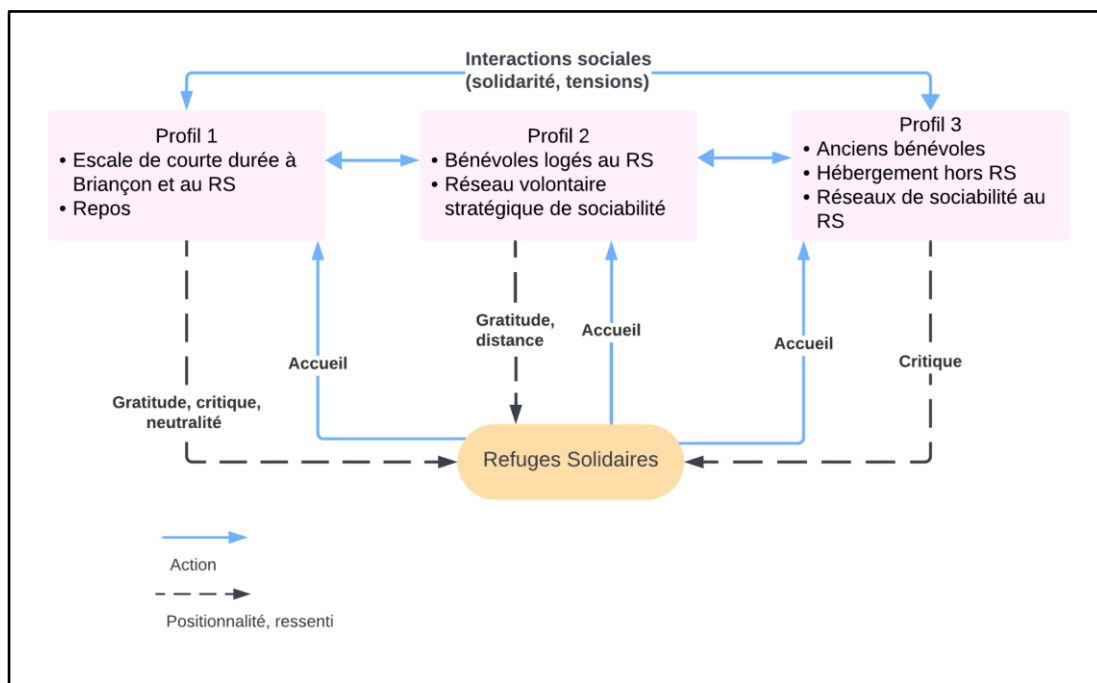 Interactions sociales
(solidarité, tensions)
Profil 1
• Escale de courte durée à
Briançon et au RS
• Repos
Profil 2
• Bénévoles logés au RS
• Réseau volontaire
stratégique de sociabilité
Profil 3
• Anciens bénévoles
• Hébergement hors RS
• Réseaux de sociabilité au
RS
Gratitude, critique,
neutralité
Accueil
Gratitude,
distance
Accueil
Accueil
Critique
Refuges Solidaires
Action
Positionnalité, ressenti